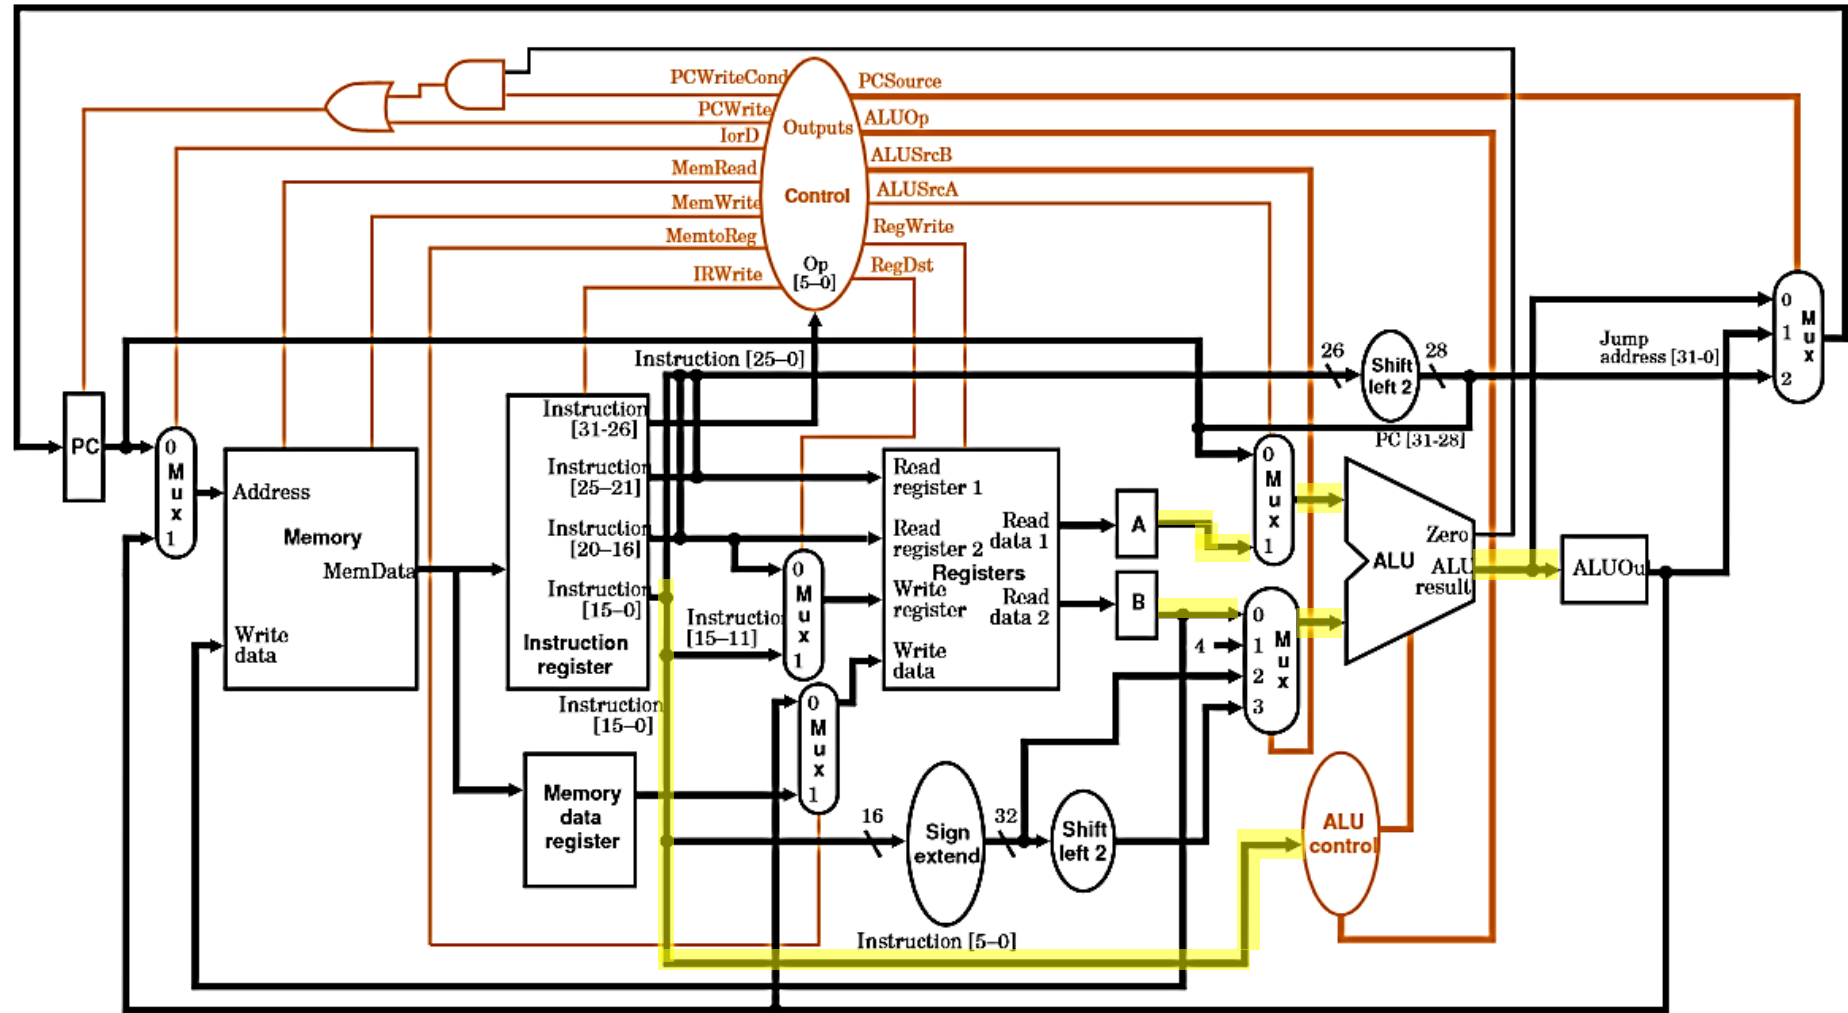 PCWriteCond
PCSource
PCWrite
ALUOp
Outputs
IorD
ALUSrcB
MemRead
ALUSrcA
Control
MemWrite
RegWrite
MemtoReg
RegDst
Op
[5–0]
IRWrite
0
1
2
M
u
x
Jump
address [31-0]
26
28
Shift
left 2
Instruction [25–0]
PC [31-28]
PC
0
M
u
x
1
Address
Memory
MemData
Write
data
Instruction
[31-26]
Instruction
[25–21]
Instruction
[20–16]
Instruction
[15–0]
Instruction
register
Instruction
[15–11]
Instruction
[15–0]
0
M
u
x
1
Read
register 1
Read
register 2
Registers
Write
register
Write
data
Read
data 1
Read
data 2
A
B
0
M
u
x
1
0
4
1
2
3
M
u
x
Zero
ALU
ALU
result
ALUOu
0
M
u
x
1
Memory
data
register
16
Sign
extend
32
Shift
left 2
ALU
control
Instruction [5–0]